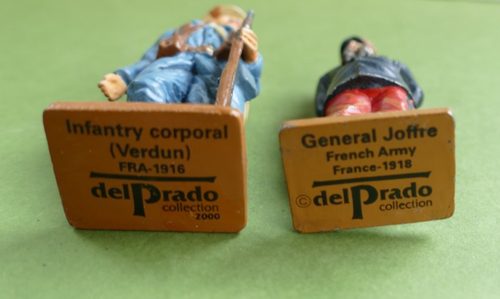 Infantry corporal
(Verdun)
FRA-1916
delPrado
collection
2000
General Joffre
French Army
France-1918
©delPrado
collection